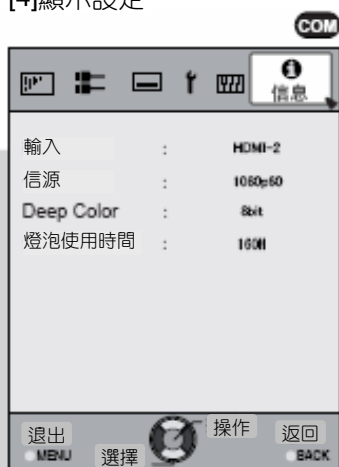 [4]顯示設定
COM
信息
輸入 : HDMI-2
信源 : 1080p60
Deep Color : 8bit
燈泡使用時間 : 160H
退出 操作 返回
MENU 選擇 BACK